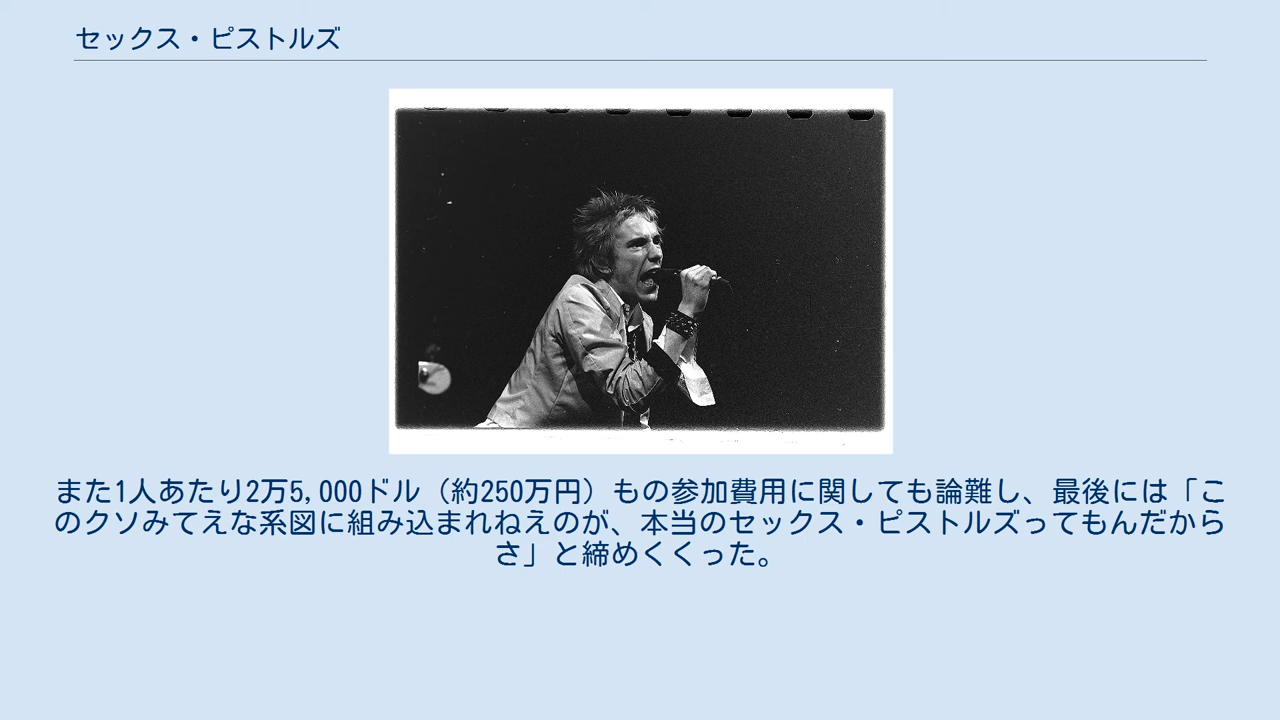 セックス・ピストルズ
また1人あたり2万5,000ドル（約250万円）もの参加費用に関しても論難し、最後には「こ
のクソみてえな系図に組み込まれねえのが、本当のセックス・ピストルズってもんだから
さ」と締めくくった。